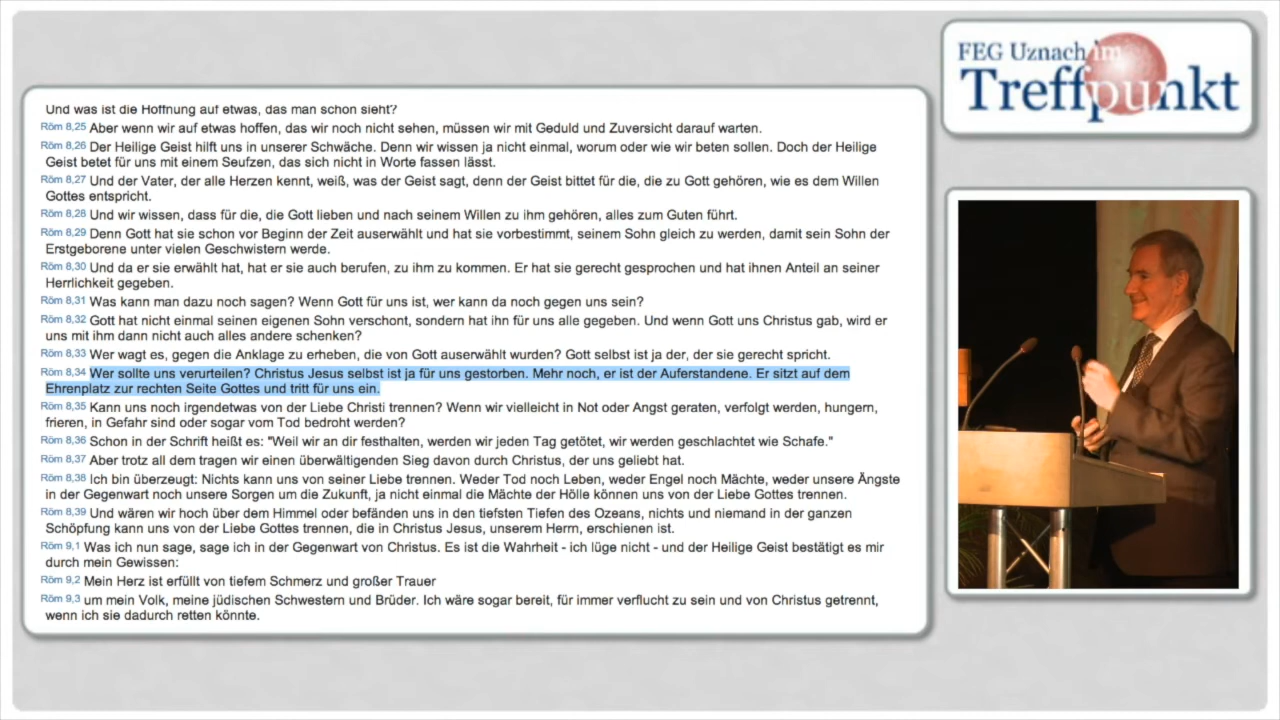 Und was ist die Hoffnung auf etwas, das man schon sieht?
Röm 8,25 Aber wenn wir auf etwas hoffen, das wir noch nicht sehen, müssen wir mit Geduld und Zuversicht darauf warten.
Röm 8,26 Der Heilige Geist hilft uns in unserer Schwäche. Denn wir wissen ja nicht einmal, worum oder wie wir beten sollen. Doch der Heilige
Geist betet für uns mit einem Seufzen, das sich nicht in Worte fassen lässt.
Röm 8,27 Und der Vater, der alle Herzen kennt, weiß, was der Geist sagt, denn der Geist bittet für die, die zu Gott gehören, wie es dem Willen
Gottes entspricht.
Röm 8,28 Und wir wissen, dass für die, die Gott lieben und nach seinem Willen zu ihm gehören, alles zum Guten führt.
Röm 8,29 Denn Gott hat sie schon vor Beginn der Zeit auserwählt und hat sie vorbestimmt, seinem Sohn gleich zu werden, damit sein Sohn der
Erstgeborene unter vielen Geschwistern werde.
Röm 8,30 Und da er sie erwählt hat, hat er sie auch berufen, zu ihm zu kommen. Er hat sie gerecht gesprochen und hat ihnen Anteil an seiner
Herrlichkeit gegeben.
Röm 8,31 Was kann man dazu noch sagen? Wenn Gott für uns ist, wer kann da noch gegen uns sein?
Röm 8,32 Gott hat nicht einmal seinen eigenen Sohn verschont, sondern hat ihn für uns alle gegeben. Und wenn Gott uns Christus gab, wird er
uns mit ihm dann nicht auch alles andere schenken?
Röm 8,33 Wer wagt es, gegen die Anklage zu erheben, die von Gott auserwählt wurden? Gott selbst ist ja der, der sie gerecht spricht.
Röm 8,34 Wer sollte uns verurteilen? Christus Jesus selbst ist ja für uns gestorben. Mehr noch, er ist der Auferstandene. Er sitzt auf dem
Ehrenplatz zur rechten Seite Gottes und tritt für uns ein.
Röm 8,35 Kann uns noch irgendetwas von der Liebe Christi trennen? Wenn wir vielleicht in Not oder Angst geraten, verfolgt werden, hungern,
frieren, in Gefahr sind oder sogar vom Tod bedroht werden?
Röm 8,36 Schon in der Schrift heißt es: "Weil wir an dir festhalten, werden wir jeden Tag getötet, wir werden geschlachtet wie Schafe."
Röm 8,37 Aber trotz all dem tragen wir einen überwältigenden Sieg davon durch Christus, der uns geliebt hat.
Röm 8,38 Ich bin überzeugt: Nichts kann uns von seiner Liebe trennen. Weder Tod noch Leben, weder Engel noch Mächte, weder unsere Ängste
in der Gegenwart noch unsere Sorgen um die Zukunft, ja nicht einmal die Mächte der Hölle können uns von der Liebe Gottes trennen.
Röm 8,39 Und wären wir hoch über dem Himmel oder befänden uns in den tiefsten Tiefen des Ozeans, nichts und niemand in der ganzen
Schöpfung kann uns von der Liebe Gottes trennen, die in Christus Jesus, unserem Herrn, erschienen ist.
Röm 9,1 Was ich nun sage, sage ich in der Gegenwart von Christus. Es ist die Wahrheit - ich lüge nicht - und der Heilige Geist bestätigt es mir
durch mein Gewissen:
Röm 9,2 Mein Herz ist erfüllt von tiefem Schmerz und großer Trauer
Röm 9,3 um mein Volk, meine jüdischen Schwestern und Brüder. Ich wäre sogar bereit, für immer verflucht zu sein und von Christus getrennt,
wenn ich sie dadurch retten könnte.
FEG Uznach im
Treffpunkt